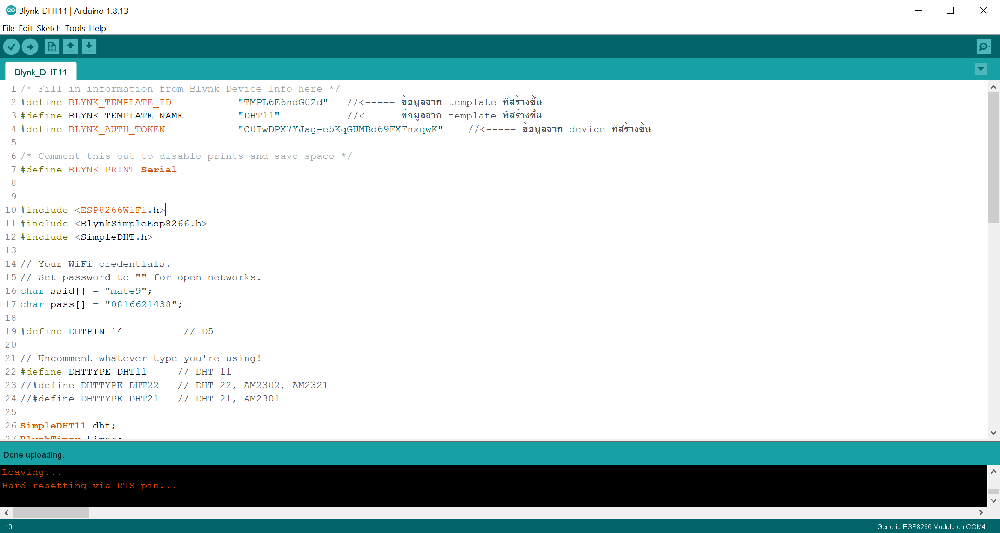 Blynk_DHT11 | Arduino 1.8.13
File Edit Sketch Tools Help
Blynk_DHT11
1 /* Fill-in information from Blynk Device Info here */
2 #define BLYNK_TEMPLATE_ID "TMPL6E6ndG0Zd" //<----- ข้อมูลจาก template ที่สร้างขึ้น
3 #define BLYNK_TEMPLATE_NAME "DHT11" //<----- ข้อมูลจาก template ที่สร้างขึ้น
4 #define BLYNK_AUTH_TOKEN "C0IwDPX7YJag-e5KqGUMBd69FXFnxqwK" //<----- ข้อมูลจาก device ที่สร้างขึ้น
5
6 /* Comment this out to disable prints and save space */
7 #define BLYNK_PRINT Serial
8
9
10 #include <ESP8266WiFi.h>
11 #include <BlynkSimpleEsp8266.h>
12 #include <SimpleDHT.h>
13
14 // Your WiFi credentials.
15 // Set password to "" for open networks.
16 char ssid[] = "mate9";
17 char pass[] = "0816621438";
18
19 #define DHTPIN 14 // D5
20
21 // Uncomment whatever type you're using!
22 #define DHTTYPE DHT11 // DHT 11
23 //#define DHTTYPE DHT22 // DHT 22, AM2302, AM2321
24 //#define DHTTYPE DHT21 // DHT 21, AM2301
25
26 SimpleDHT11 dht;
27 BlynkTimer timer;
Done uploading.
Leaving...
Hard resetting via RTS pin...
10
Generic ESP8266 Module on COM4